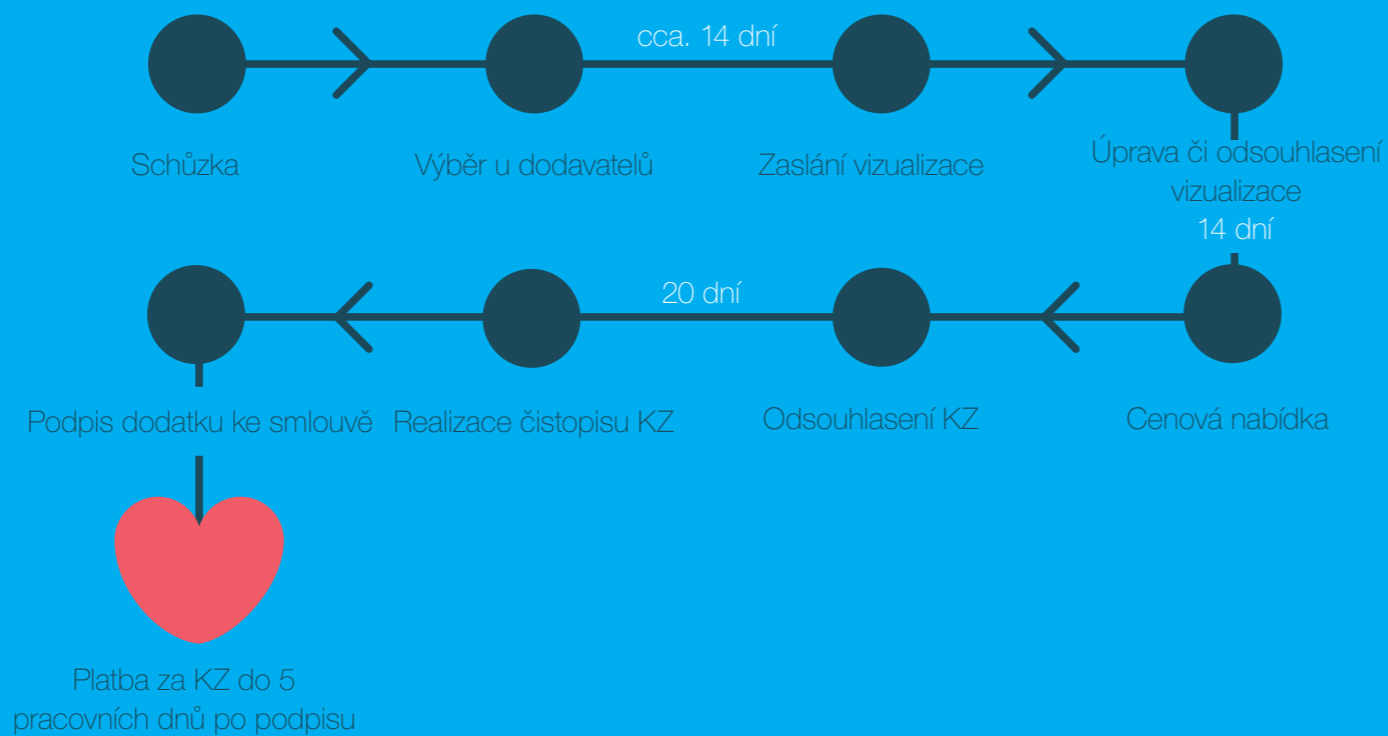 cca. 14 dní
Schůzka
Výběr u dodavatelů
Zaslání vizualizace
Úprava či odsouhlasení
vizualizace
14 dní
20 dní
Podpis dodatku ke smlouvě
Realizace čistopisu KZ
Odsouhlasení KZ
Cenová nabídka
Platba za KZ do 5
pracovních dnů po podpisu